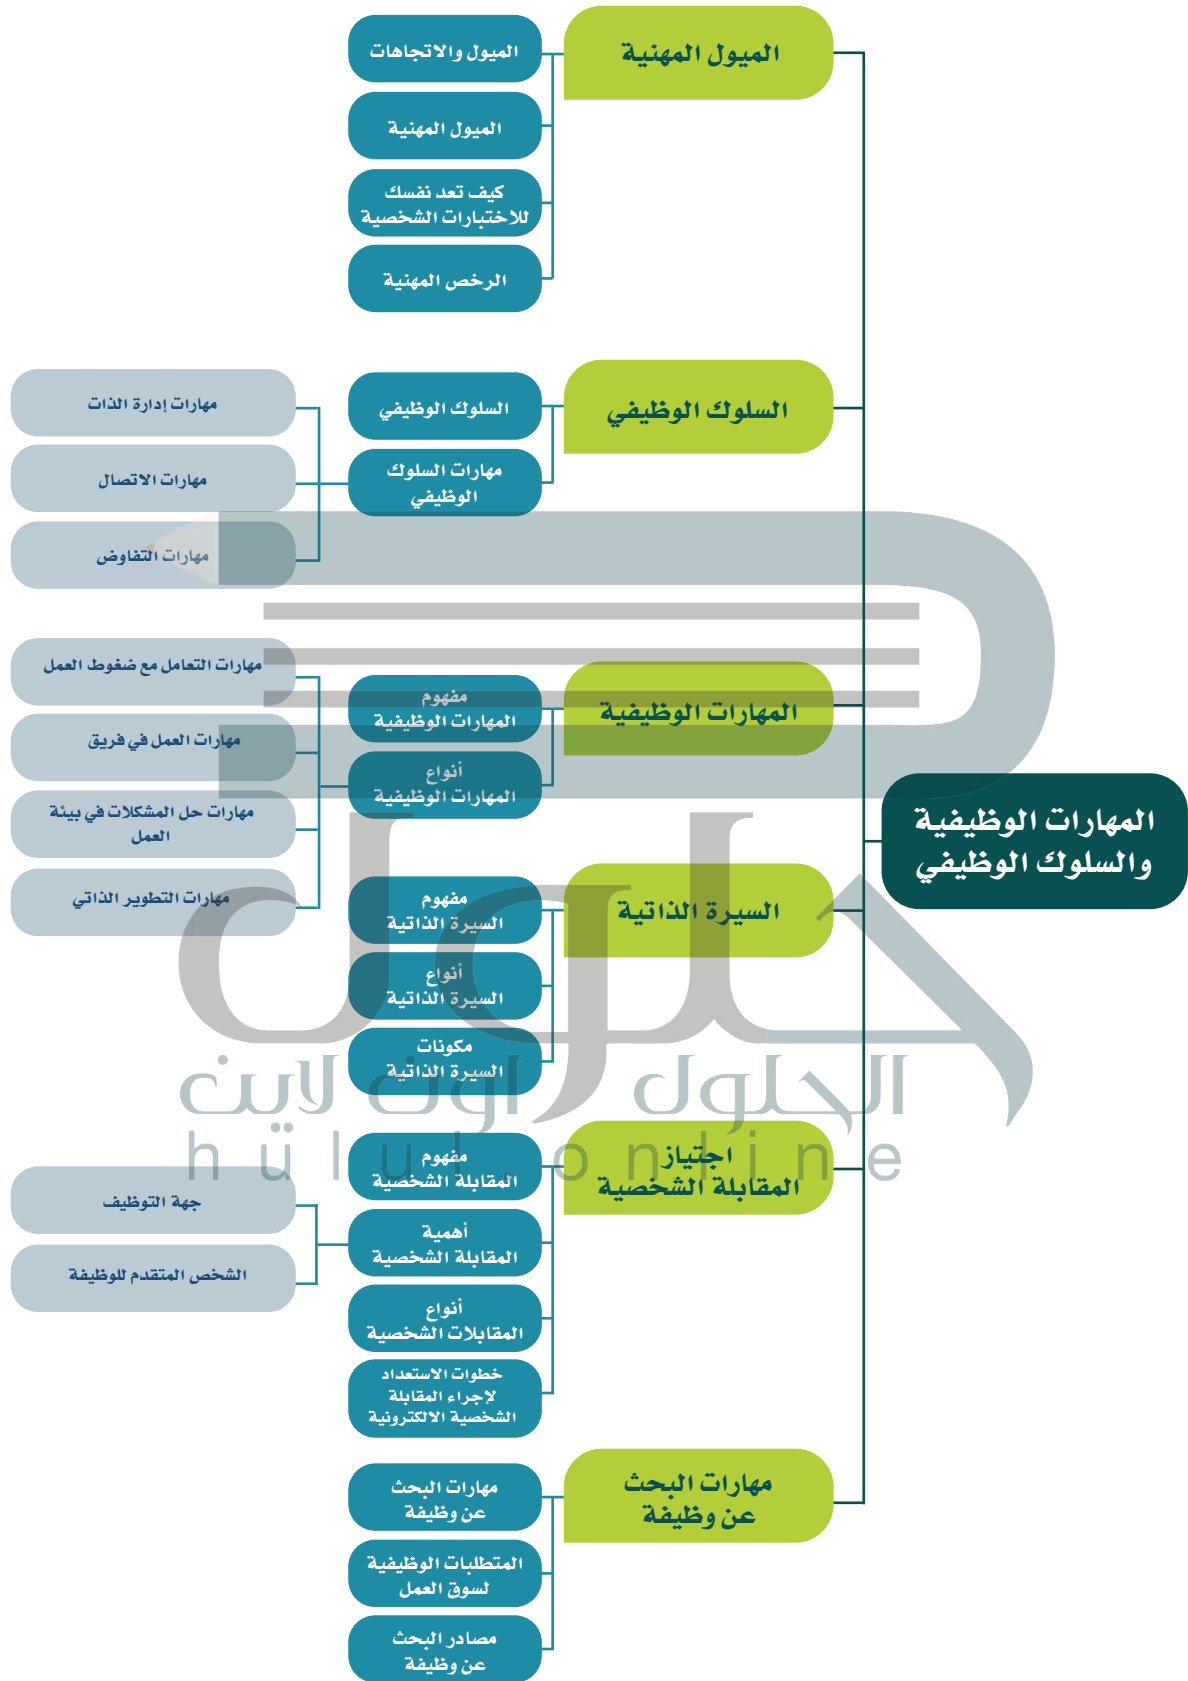 المهارات الوظيفية
والسلوك الوظيفي
الميول المهنية
الميول والاتجاهات
الميول المهنية
كيف تعد نفسك
للاختبارات الشخصية
الرخص المهنية
السلوك الوظيفي
السلوك الوظيفي
مهارات السلوك
الوظيفي
مهارات إدارة الذات
مهارات الاتصال
مهارات التفاوض
المهارات الوظيفية
مفهوم
المهارات الوظيفية
أنواع
المهارات الوظيفية
مهارات التعامل مع ضغوط العمل
مهارات العمل في فريق
مهارات حل المشكلات في بيئة
العمل
مهارات التطوير الذاتي
السيرة الذاتية
مفهوم
السيرة الذاتية
أنواع
السيرة الذاتية
مكونات
السيرة الذاتية
اجتياز
المقابلة الشخصية
مفهوم
المقابلة الشخصية
أهمية
المقابلة الشخصية
جهة التوظيف
الشخص المتقدم للوظيفة
أنواع
المقابلات الشخصية
خطوات الاستعداد
لإجراء المقابلة
الشخصية الالكترونية
مهارات البحث
عن وظيفة
مهارات البحث
عن وظيفة
المتطلبات الوظيفية
لسوق العمل
مصادر البحث
عن وظيفة
حلول
الحلول اون لاين
hülul.online